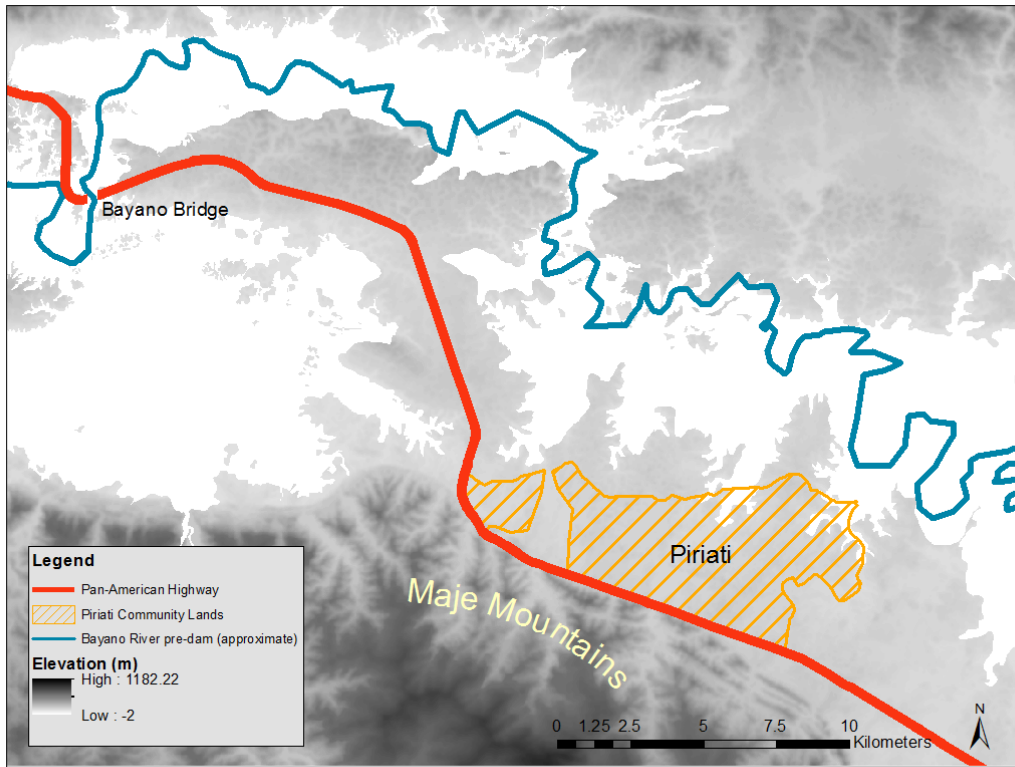 Bayano Bridge
Piriati
Maje Mountains
Legend
Pan-American Highway
Piriati Community Lands
Bayano River pre-dam (approximate)
Elevation (m)
High : 1182.22
Low : -2
N
0 1.25 2.5 5 7.5 10
Kilometers